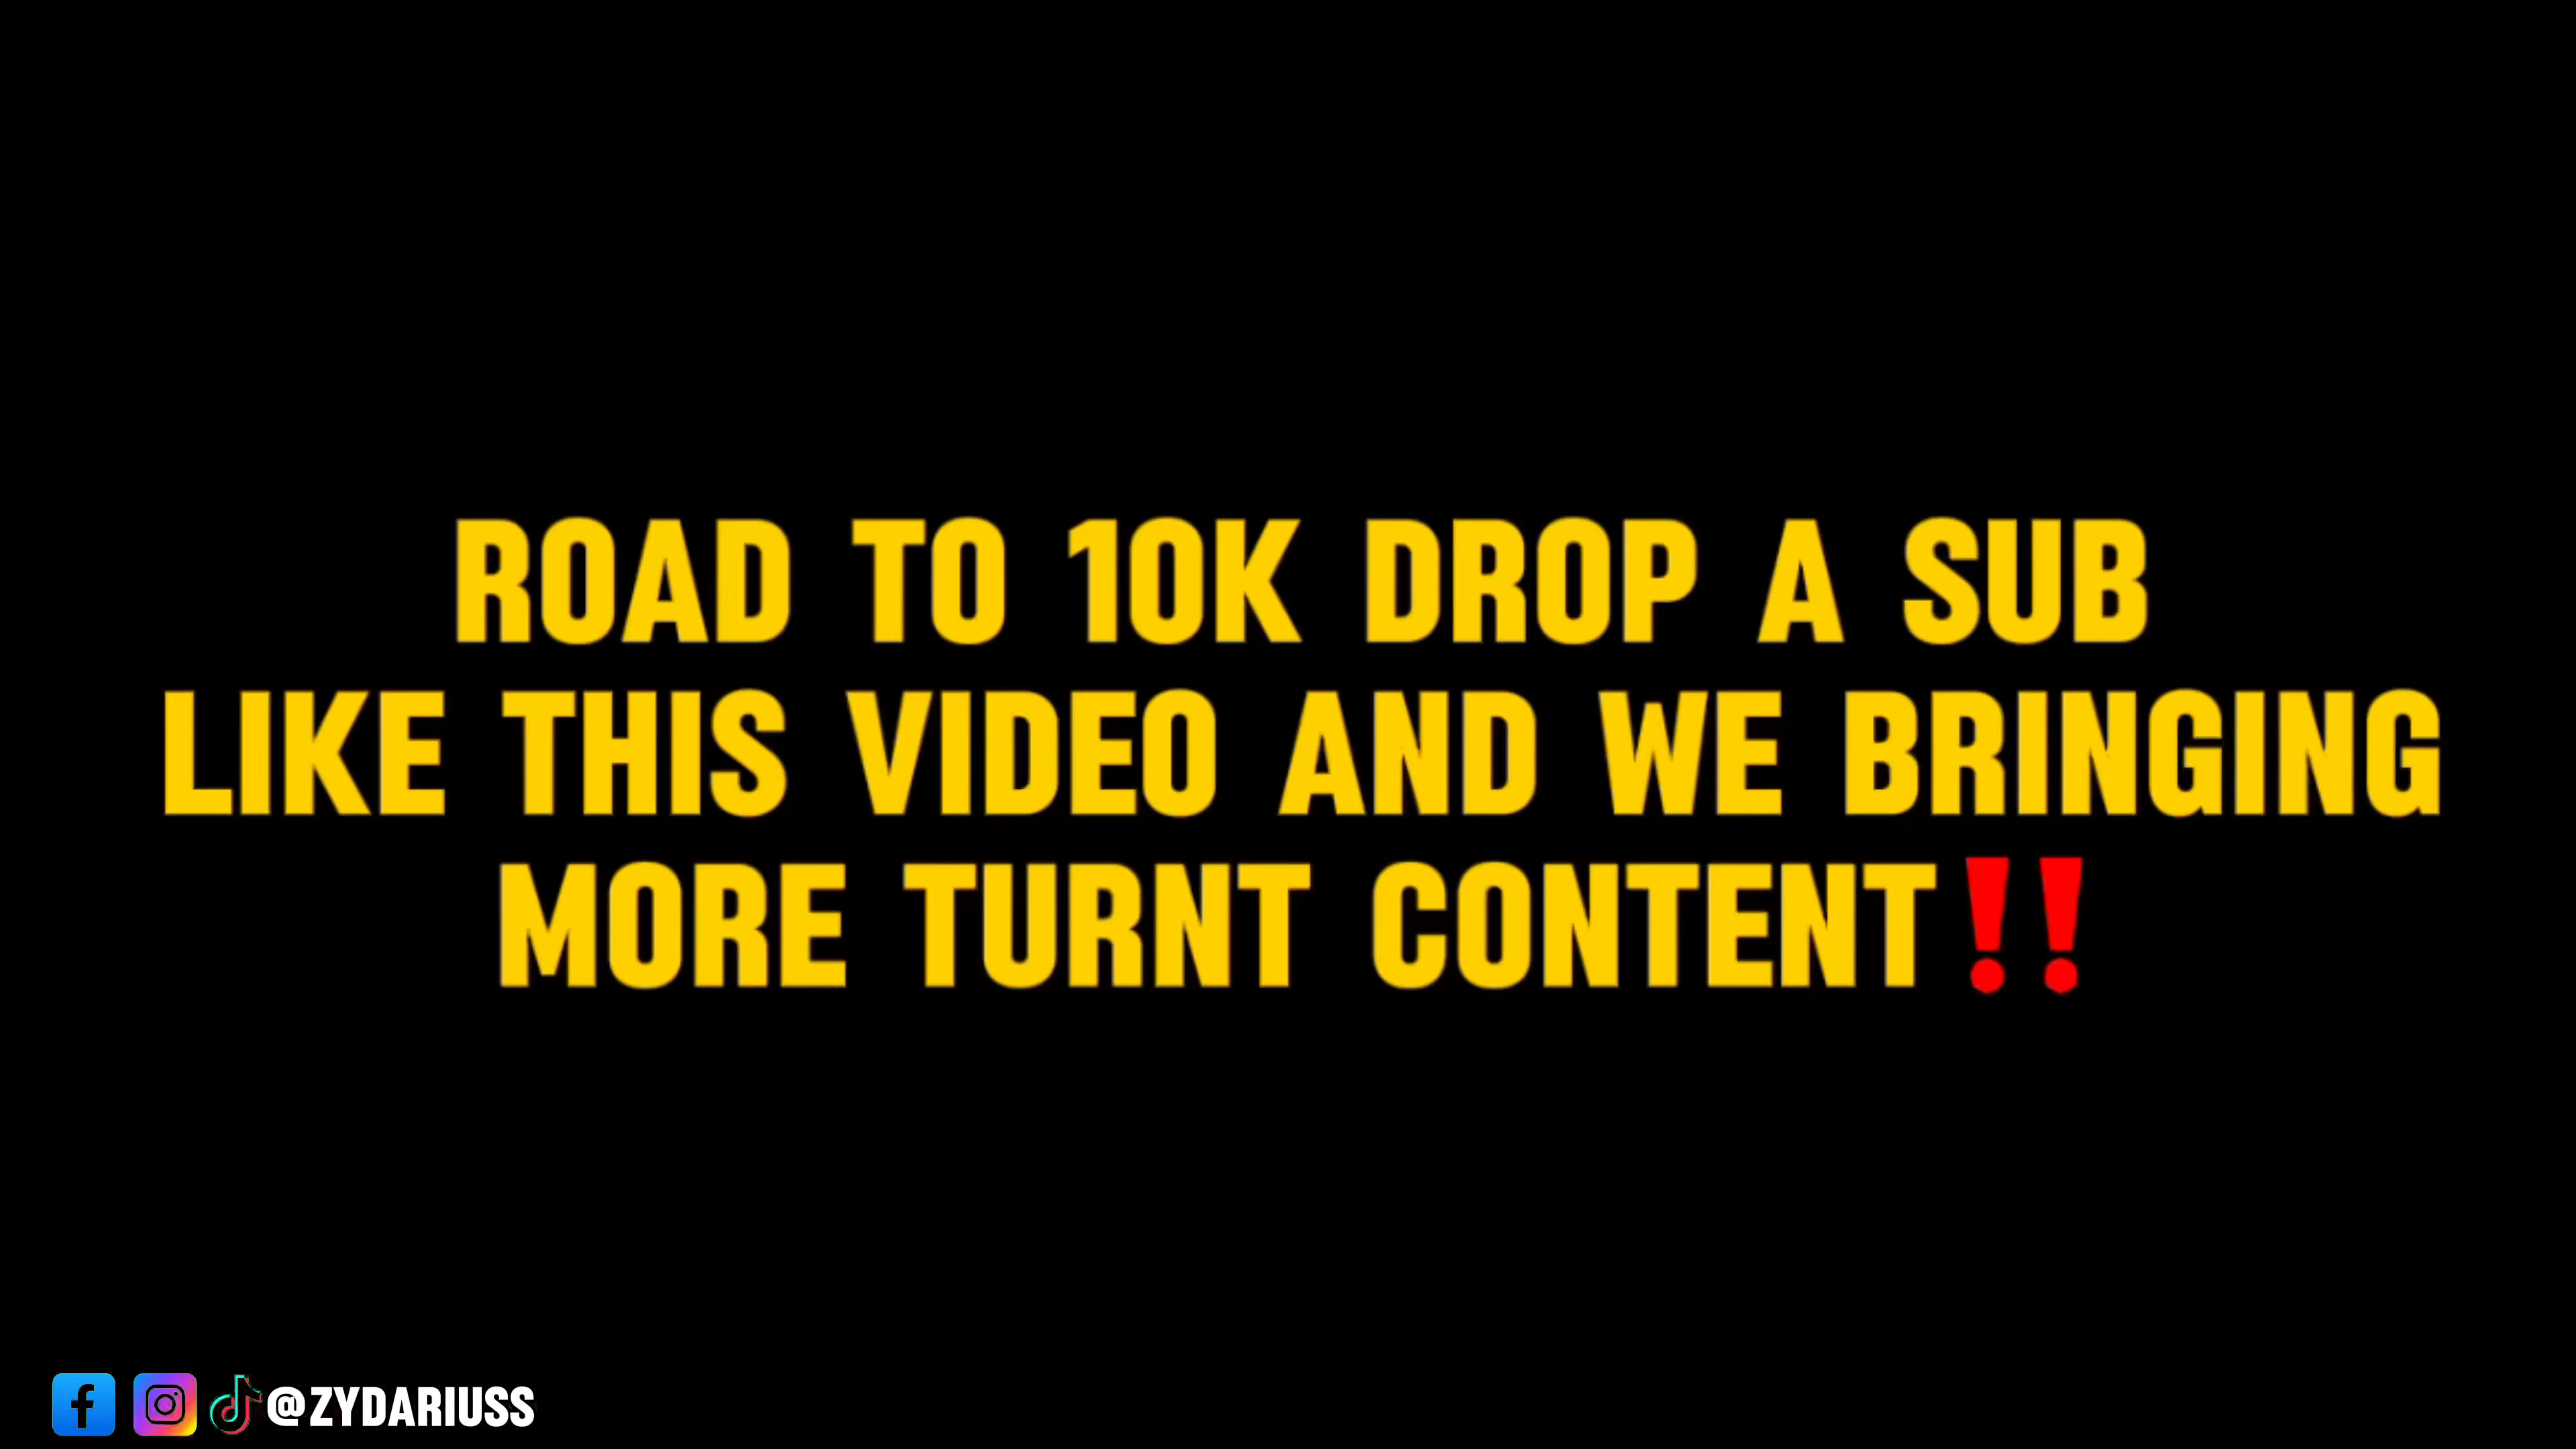 ROAD TO 10K DROP A SUB
LIKE THIS VIDEO AND WE BRINGING
MORE TURNT CONTENT‼
@ZYDARIUSS